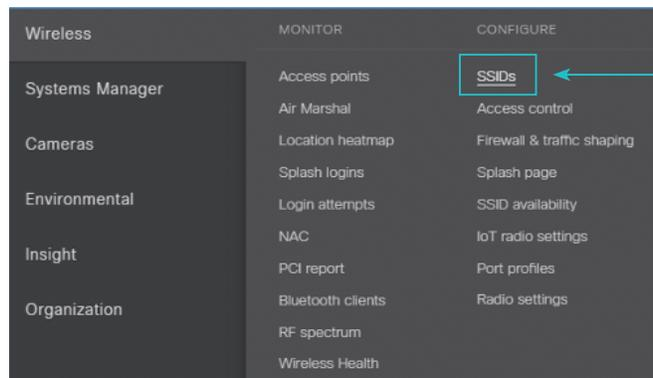 Wireless
Systems Manager
Cameras
Environmental
Insight
Organization
MONITOR
Access points
Air Marshal
Location heatmap
Splash logins
Login attempts
NAC
PCI report
Bluetooth clients
RF spectrum
Wireless Health
CONFIGURE
SSIDs
Access control
Firewall & traffic shaping
Splash page
SSID availability
IoT radio settings
Port profiles
Radio settings